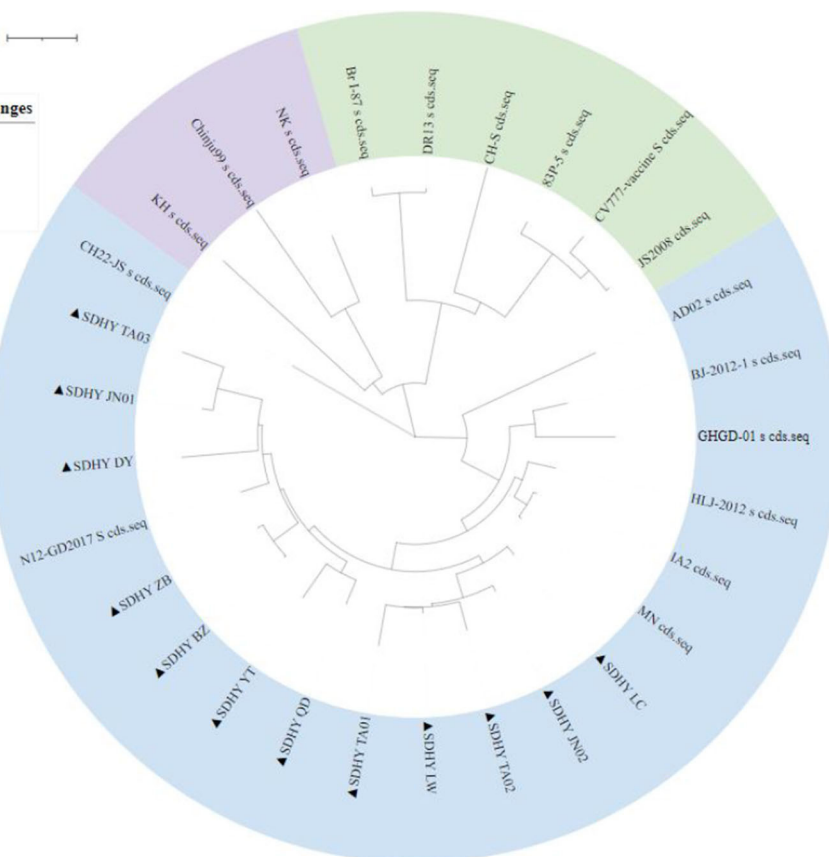 nges
Br1-87 s cds.seq
DR13 s cds.seq
CH-S cds.seq
83P-5 s cds.seq
CV777-vaccine S cds.seq
JS2008 cds.seq
AD02 s cds.seq
BJ-2012-1 s cds.seq
GHGD-01 s cds.seq
HLJ-2012 s cds.seq
IA2 cds.seq
MN cds.seq
▲SDHY LC
▲SDHY JN02
▲SDHY TA02
▲SDHY LW
▲SDHY TA01
▲SDHY QD
▲SDHY YT
▲SDHY BZ
▲SDHY ZB
N12-GD2017 S cds.seq
▲SDHY DY
▲SDHY JN01
▲SDHY TA03
CH22-JS s cds.seq
KH s cds.seq
Chinju99 s cds.seq
NK s cds.seq